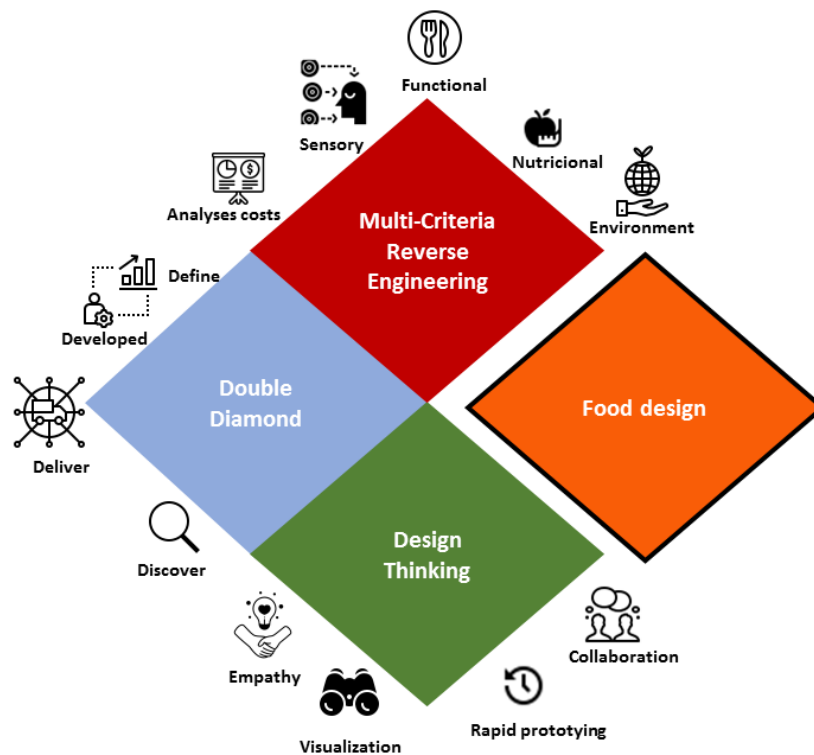 Functional
Sensory
Nutricional
Analyses costs
Environment
Multi-Criteria
Reverse
Engineering
Define
Developed
Double
Diamond
Food design
Deliver
Design
Thinking
Discover
Collaboration
Empathy
Rapid prototying
Visualization